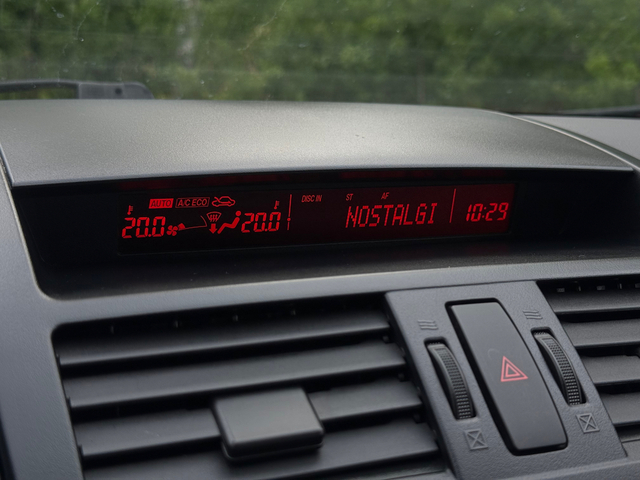 AUTO A/C ECO DISC IN ST AF
20.0 20.0 NOSTALGI 10:29